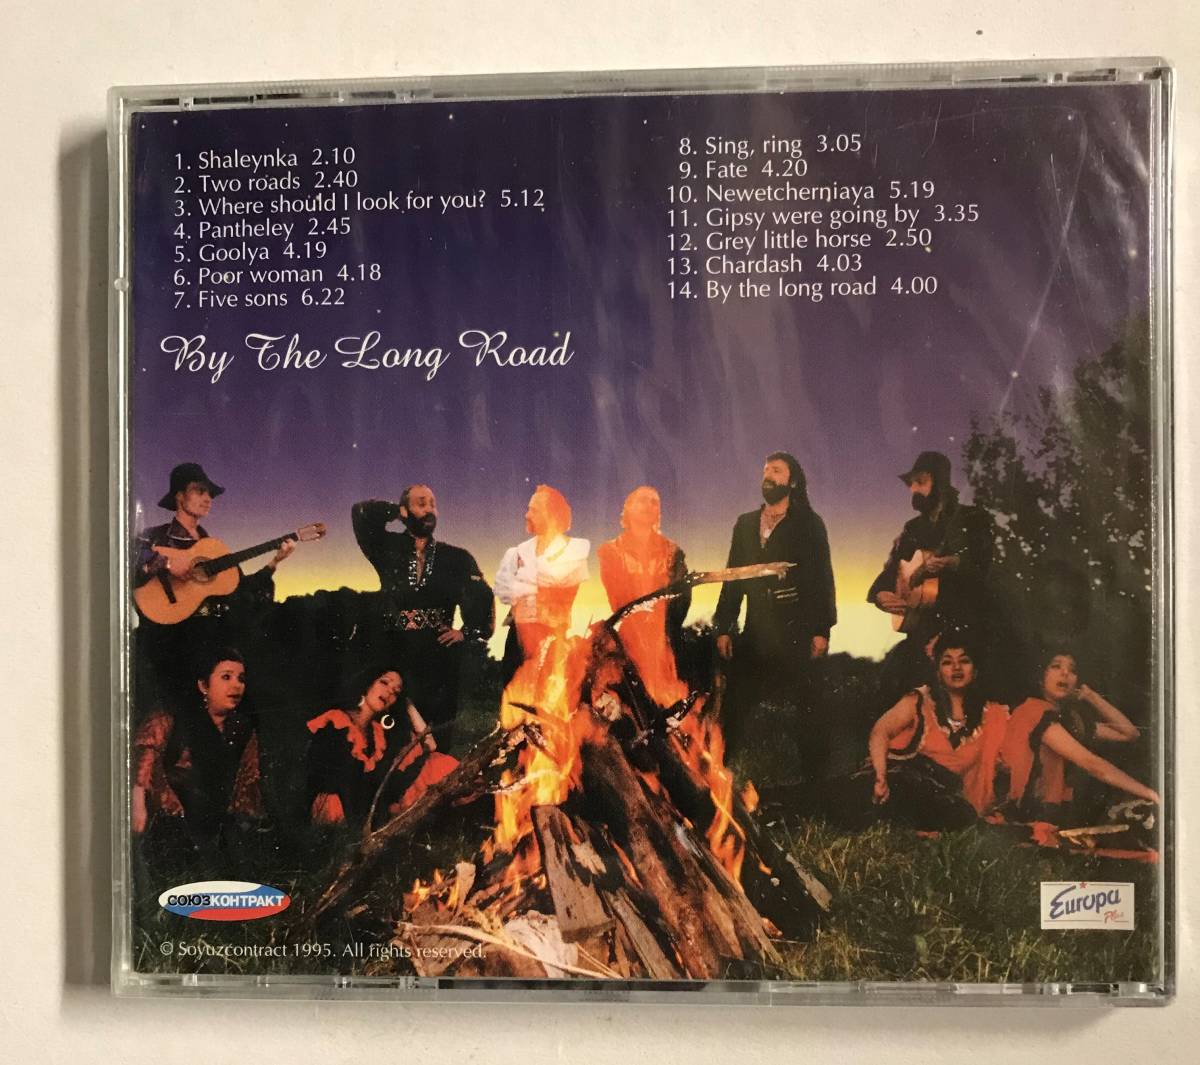 1. Shaleynka 2.10
2. Two roads 2.40
3. Where should I look for you? 5.12
4. Pantheley 2.45
5. Goolya 4.19
6. Poor woman 4.18
7. Five sons 6.22
8. Sing, ring 3.05
9. Fate 4.20
10. Newetcherniaya 5.19
11. Gipsy were going by 3.35
12. Grey little horse 2.50
13. Chardash 4.03
14. By the long road 4.00
By The Long Road
СОЮЗКОНТРАКТ
Europa
Plus
© Soyuzcontract 1995. All rights reserved.